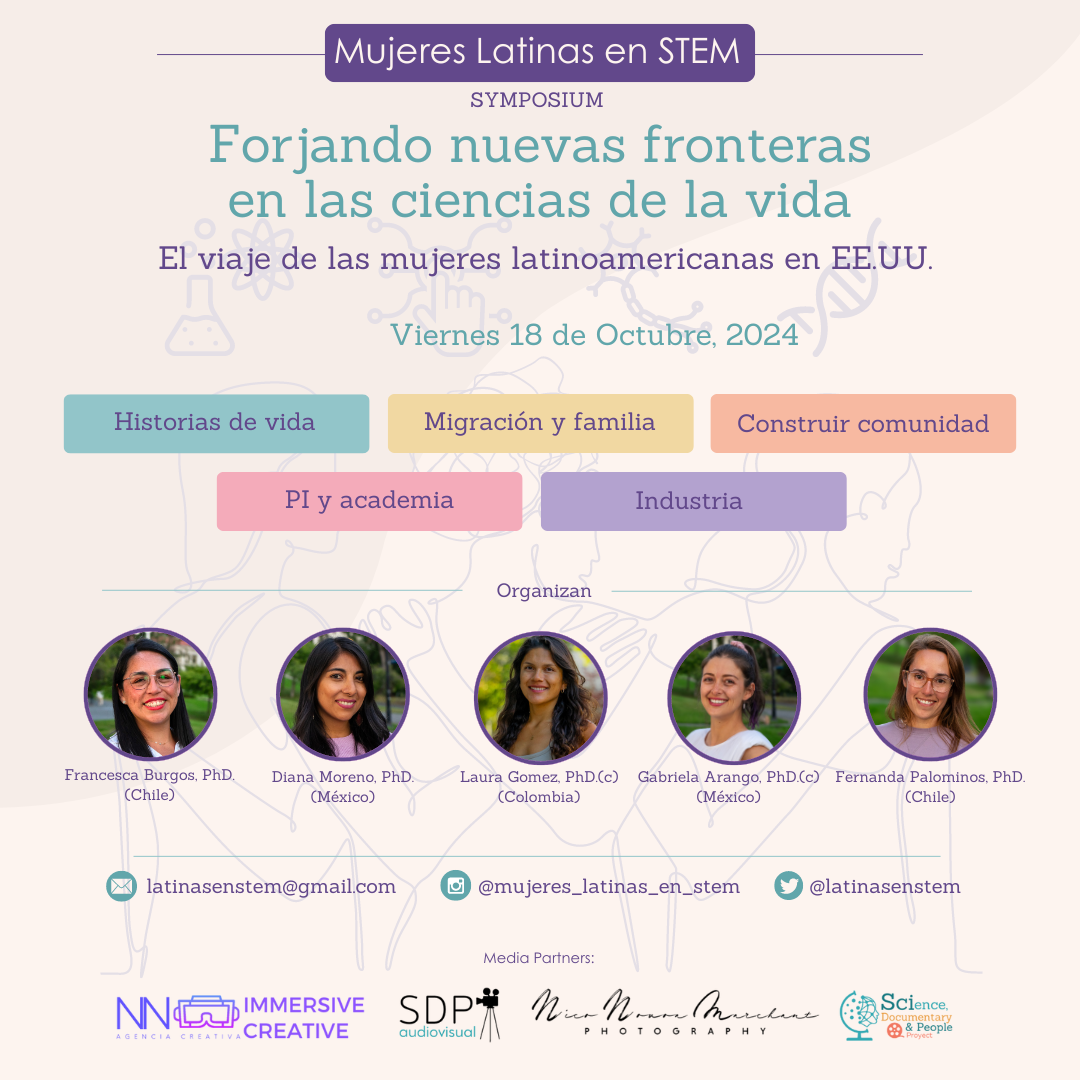 Mujeres Latinas en STEM
SYMPOSIUM
Forjando nuevas fronteras
en las ciencias de la vida
El viaje de las mujeres latinoamericanas en EE.UU.
Viernes 18 de Octubre, 2024
Historias de vida
Migración y familia
Construir comunidad
PI y academia
Industria
Organizan
Francesca Burgos, PhD.
(Chile)
Diana Moreno, PhD.
(México)
Laura Gomez, PhD.(c)
(Colombia)
Gabriela Arango, PhD.(c)
(México)
Fernanda Palominos, PhD.
(Chile)
latinasenstem@gmail.com
@mujeres_latinas_en_stem
@latinasenstem
Media Partners:
NN
AGENCIA CREATIVA
IMMERSIVE
CREATIVE
SDP
audiovisual
Nico Novoa Marchant
PHOTOGRAPHY
Science,
Documentary
& People
Proyect